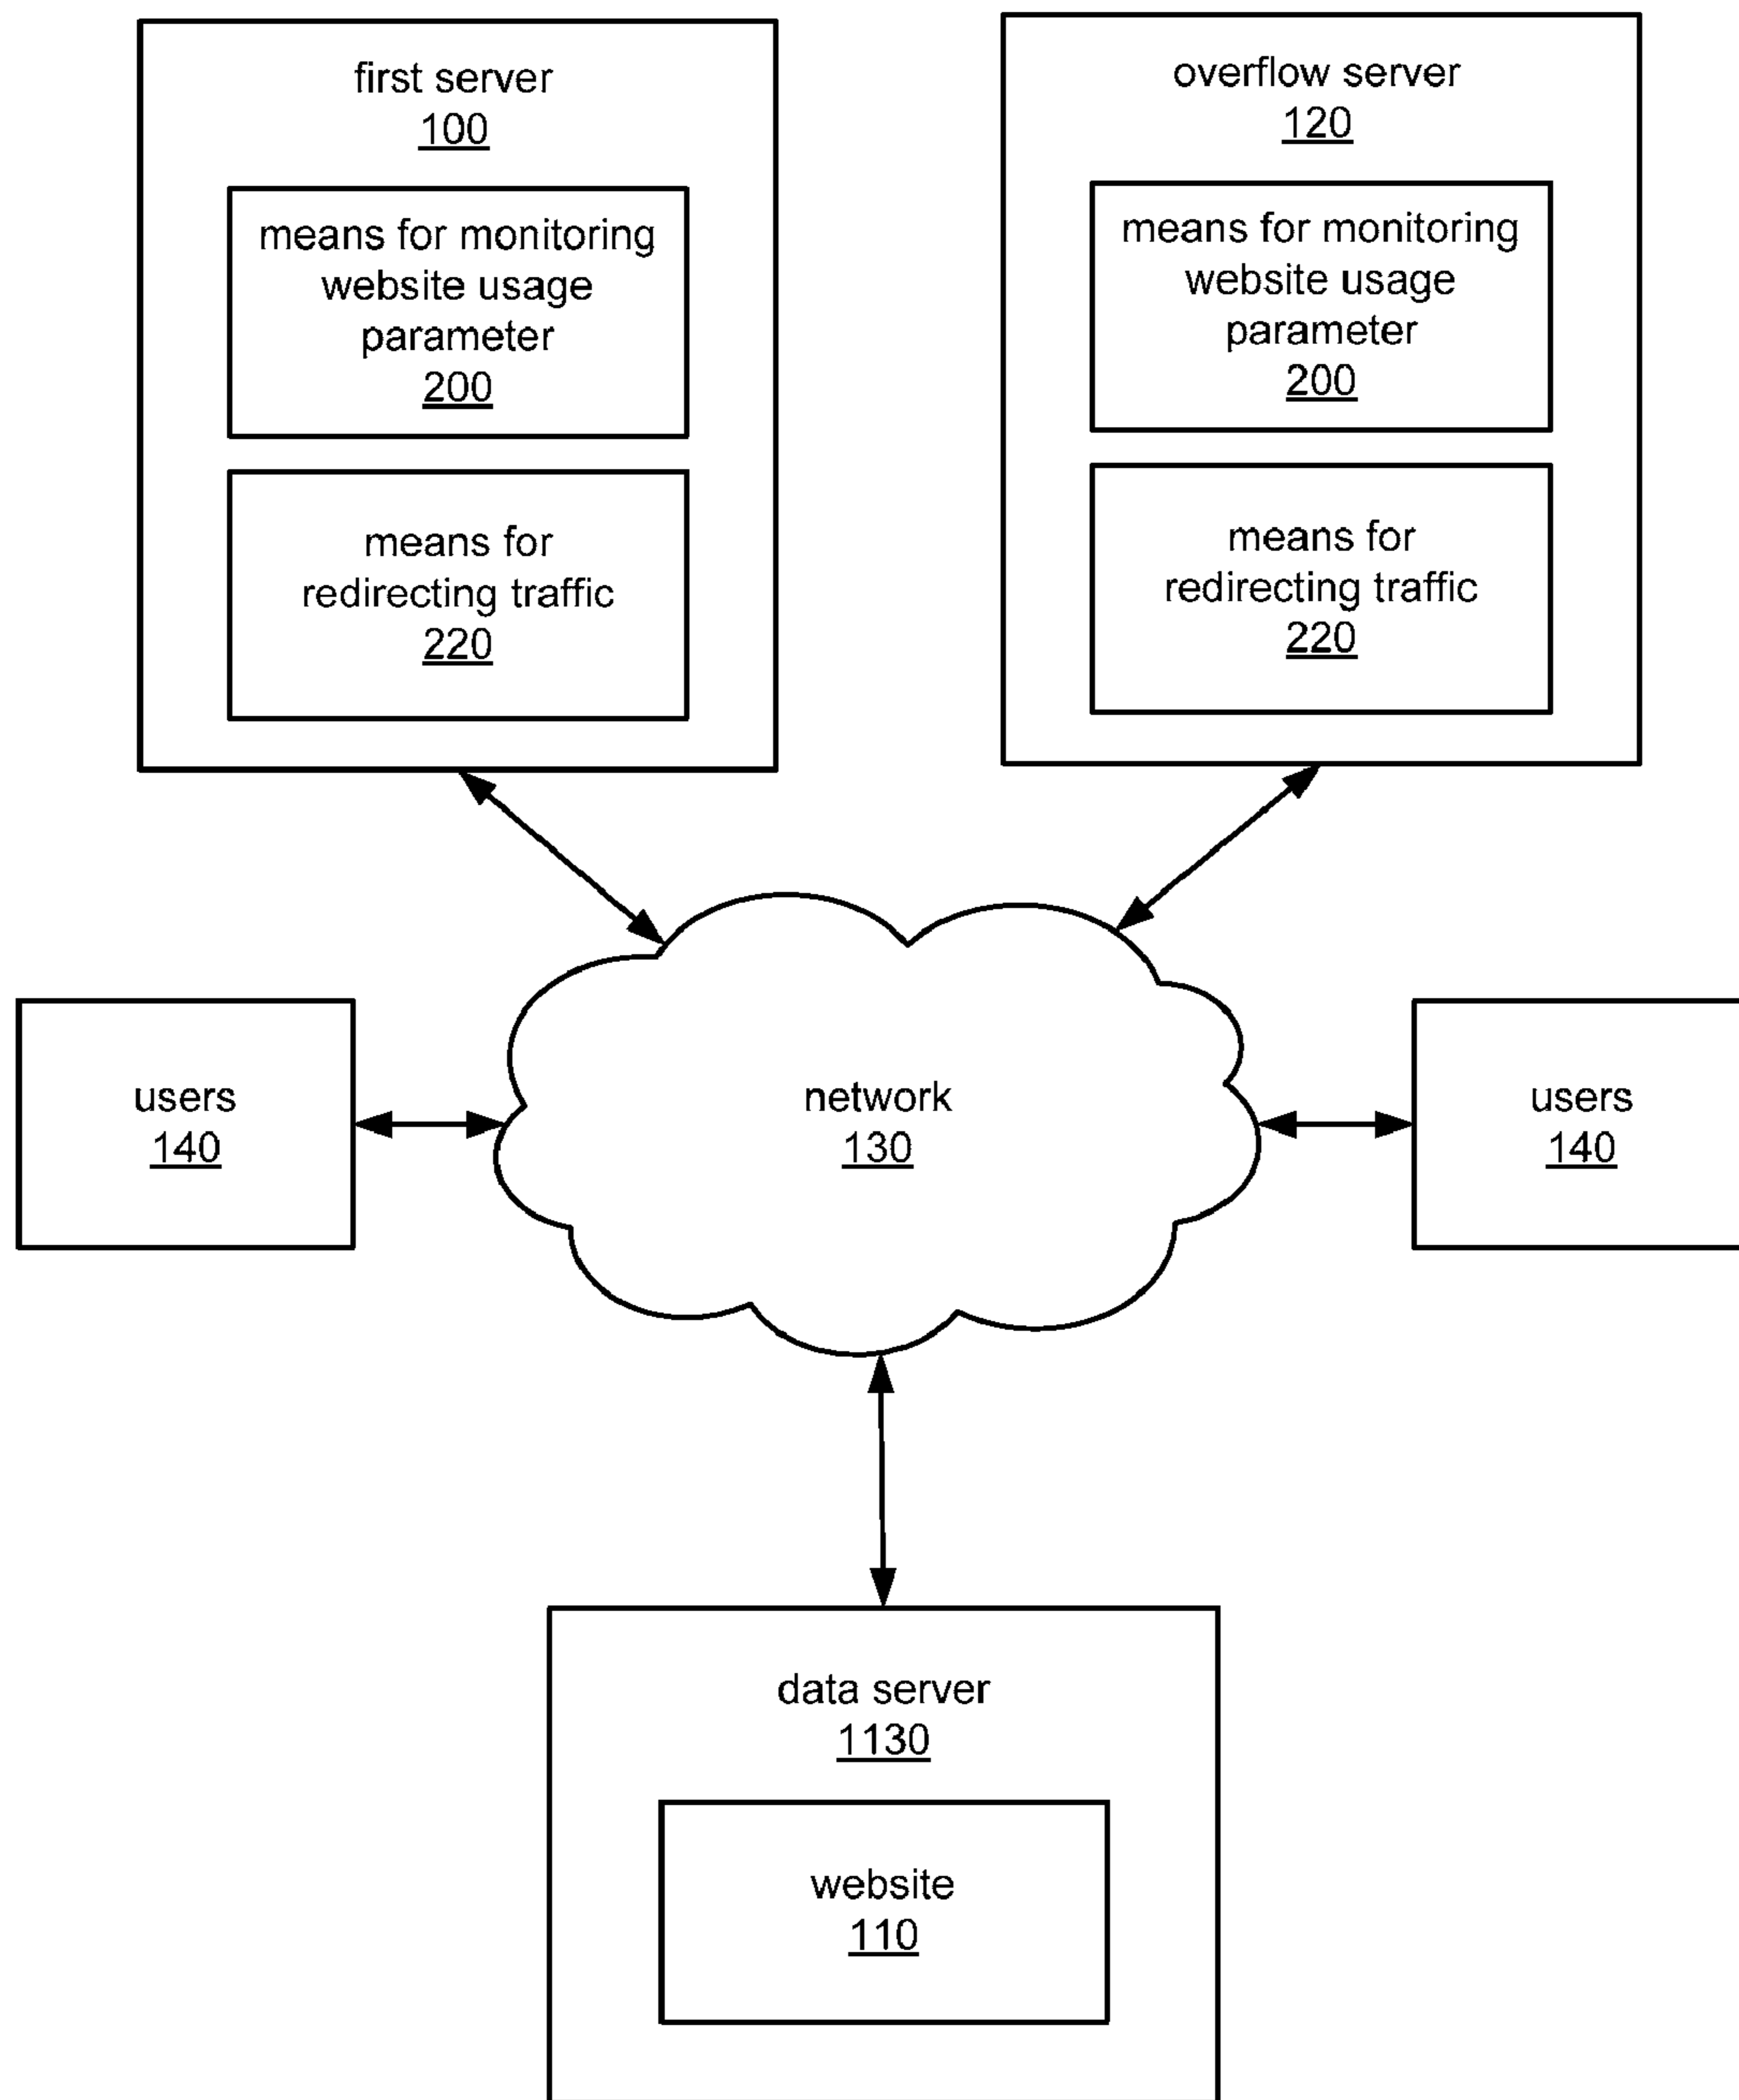 first server
100
means for monitoring
website usage
parameter
200
means for
redirecting traffic
220
overflow server
120
means for monitoring
website usage
parameter
200
means for
redirecting traffic
220
users
140
network
130
users
140
data server
1130
website
110